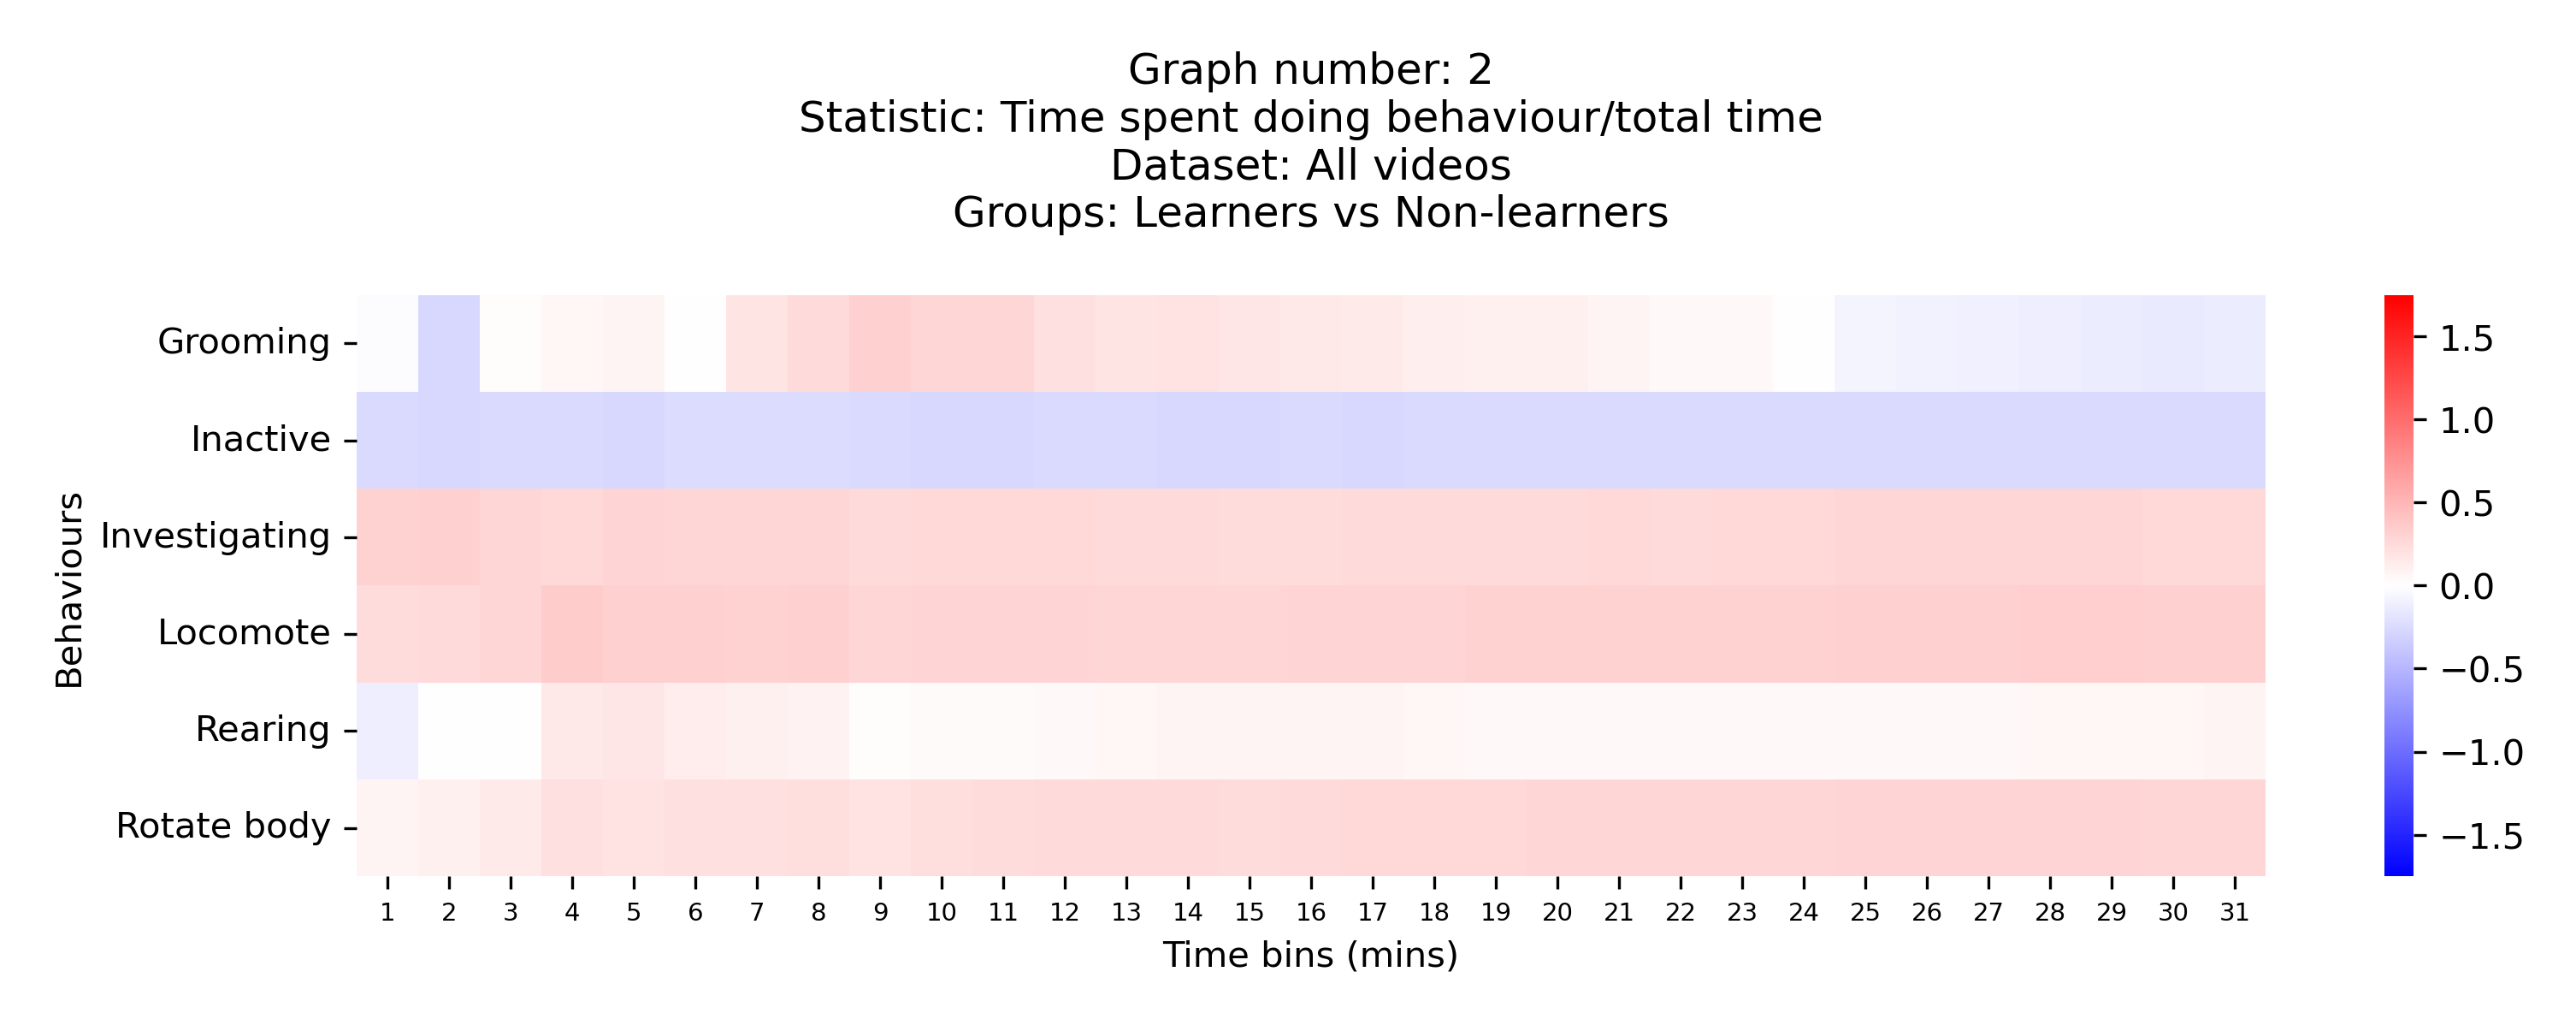 Graph number: 2
Statistic: Time spent doing behaviour/total time
Dataset: All videos
Groups: Learners vs Non-learners
Behaviours
Grooming
Inactive
Investigating
Locomote
Rearing
Rotate body
1 2 3 4 5 6 7 8 9 10 11 12 13 14 15 16 17 18 19 20 21 22 23 24 25 26 27 28 29 30 31
Time bins (mins)
1.5
1.0
0.5
0.0
−0.5
−1.0
−1.5